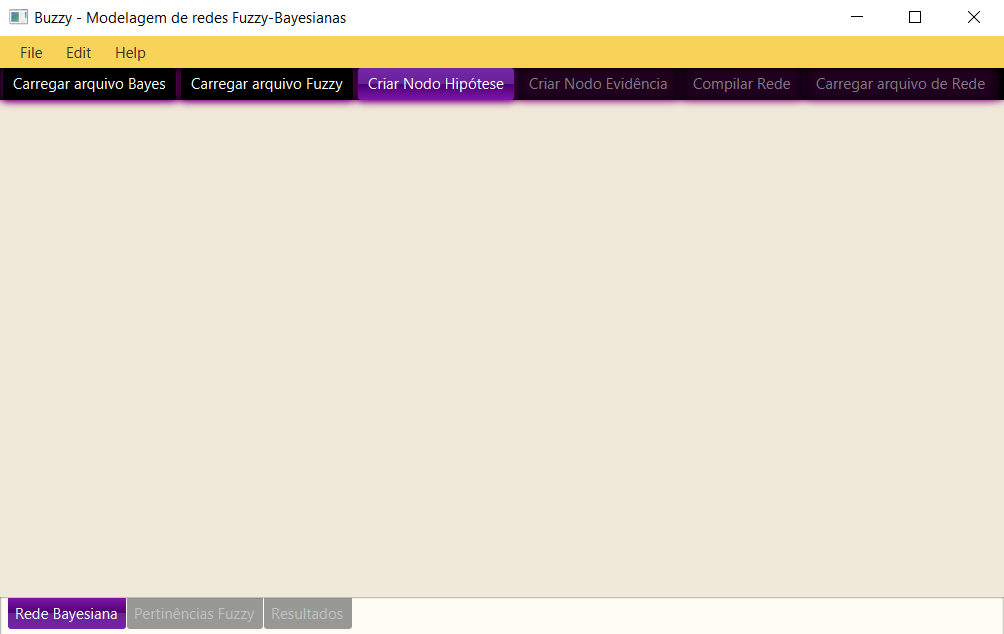 Buzzy - Modelagem de redes Fuzzy-Bayesianas
File Edit Help
Carregar arquivo Bayes Carregar arquivo Fuzzy Criar Nodo Hipótese Criar Nodo Evidência Compilar Rede Carregar arquivo de Rede
Rede Bayesiana Pertinências Fuzzy Resultados